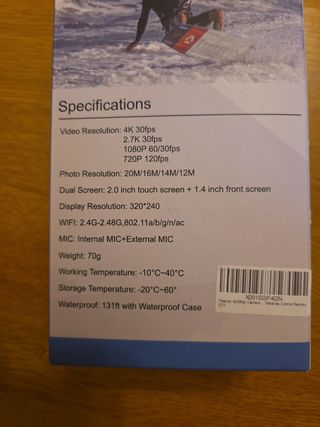 Specifications
Video Resolution: 4K 30fps
2.7K 30fps
1080P 60/30fps
720P 120fps
Photo Resolution: 20M/16M/14M/12M
Dual Screen: 2.0 inch touch screen + 1.4 inch front screen
Display Resolution: 320*240
WIFI: 2.4G-2.48G,802.11a/b/g/n/ac
MIC: Internal MIC+External MIC
Weight: 70g
Working Temperature: -10°C~40°C
Storage Temperature: -20°C~60°
Waterproof: 131ft with Waterproof Case